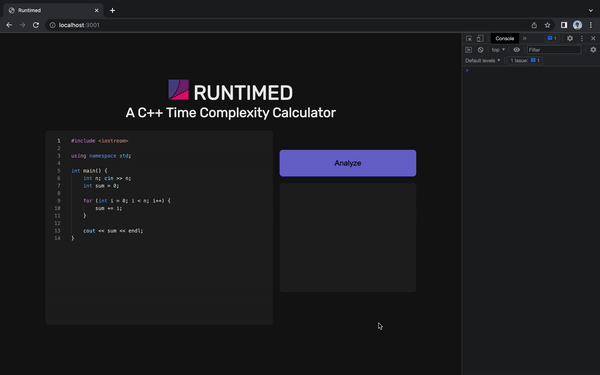 Runtimed
localhost:3001
Console
1
top
Filter
Default levels
1 Issue: 1
RUNTIMED
A C++ Time Complexity Calculator
1 #include <iostream>
2
3 using namespace std;
4
5 int main() {
6 int n; cin >> n;
7 int sum = 0;
8
9 for (int i = 0; i < n; i++) {
10 sum += i;
11 }
12
13 cout << sum << endl;
14 }
Analyze